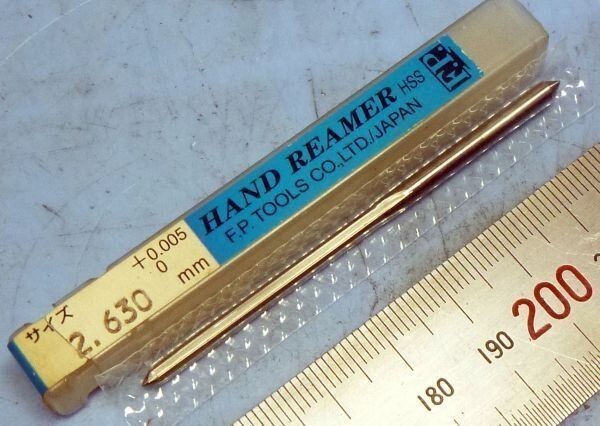 HAND REAMER HSS
F.P. TOOLS CO.,LTD./JAPAN
+0.005
0
サイズ 2.630 mm
180 190 200